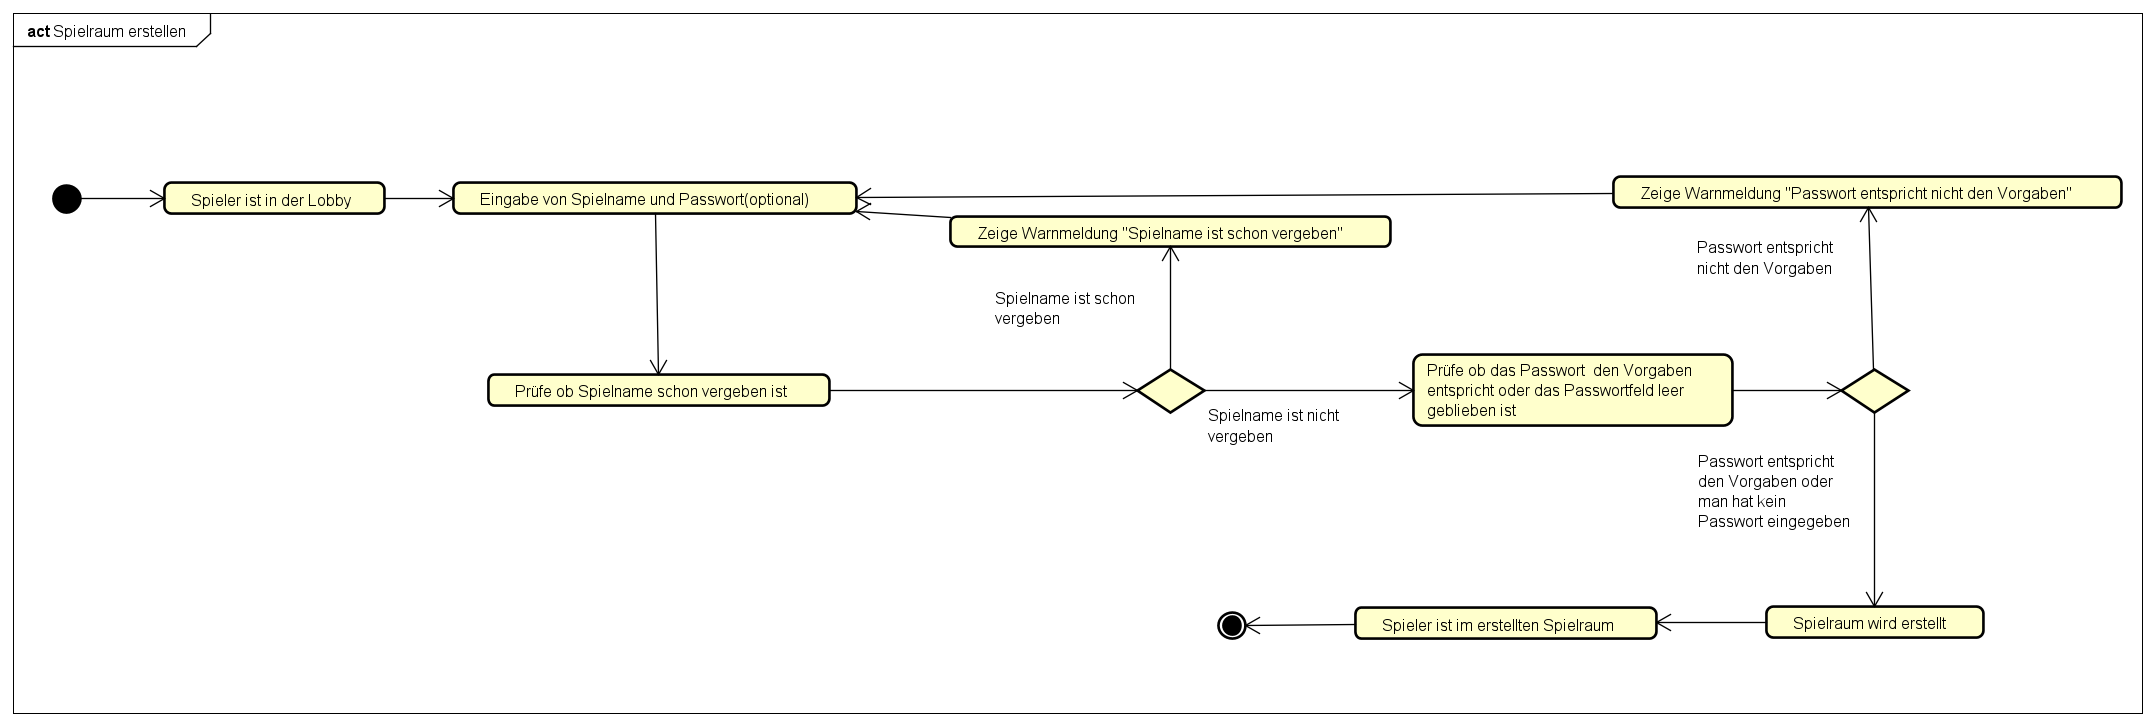 act Spielraum erstellen
Spieler ist in der Lobby
Eingabe von Spielname und Passwort(optional)
Zeige Warnmeldung "Passwort entspricht nicht den Vorgaben"
Zeige Warnmeldung "Spielname ist schon vergeben"
Passwort entspricht
nicht den Vorgaben
Spielname ist schon
vergeben
Prüfe ob Spielname schon vergeben ist
Spielname ist nicht
vergeben
Prüfe ob das Passwort  den Vorgaben
entspricht oder das Passwortfeld leer
geblieben ist
Passwort entspricht
den Vorgaben oder
man hat kein
Passwort eingegeben
Spieler ist im erstellten Spielraum
Spielraum wird erstellt